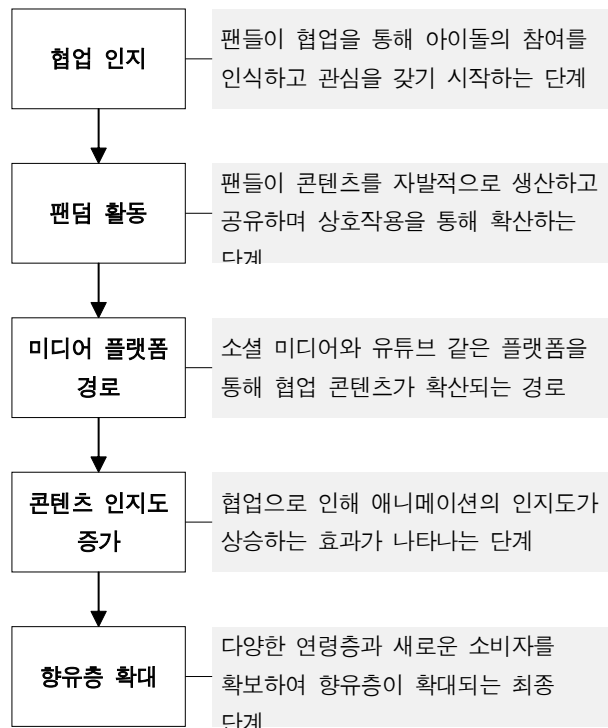 협업 인지
팬들이 협업을 통해 아이돌의 참여를
인식하고 관심을 갖기 시작하는 단계
팬덤 활동
팬들이 콘텐츠를 자발적으로 생산하고
공유하며 상호작용을 통해 확산하는
단계
미디어 플랫폼
경로
소셜 미디어와 유튜브 같은 플랫폼을
통해 협업 콘텐츠가 확산되는 경로
콘텐츠 인지도
증가
협업으로 인해 애니메이션의 인지도가
상승하는 효과가 나타나는 단계
향유층 확대
다양한 연령층과 새로운 소비자를
확보하여 향유층이 확대되는 최종
단계